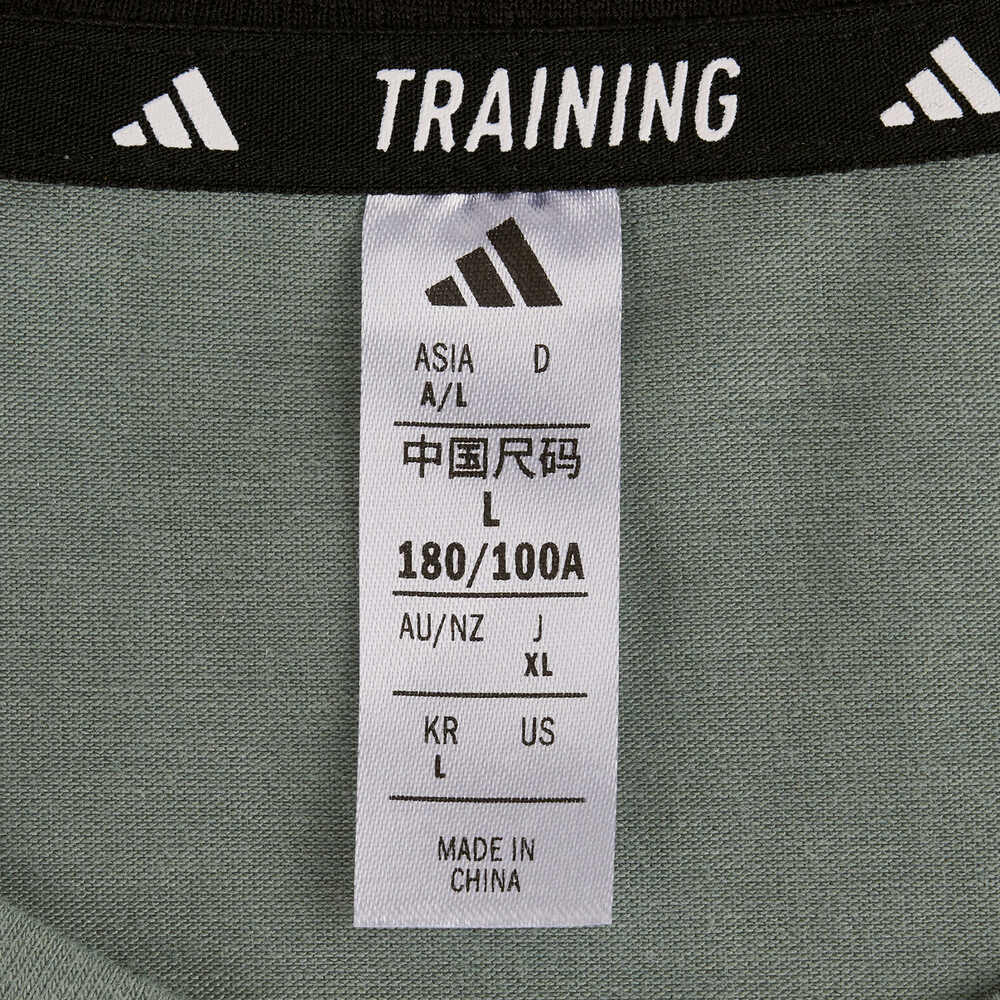 TRAINING
ASIA D
A/L
中国尺码
L
180/100A
AU/NZ J
XL
KR US
L
MADE IN
CHINA